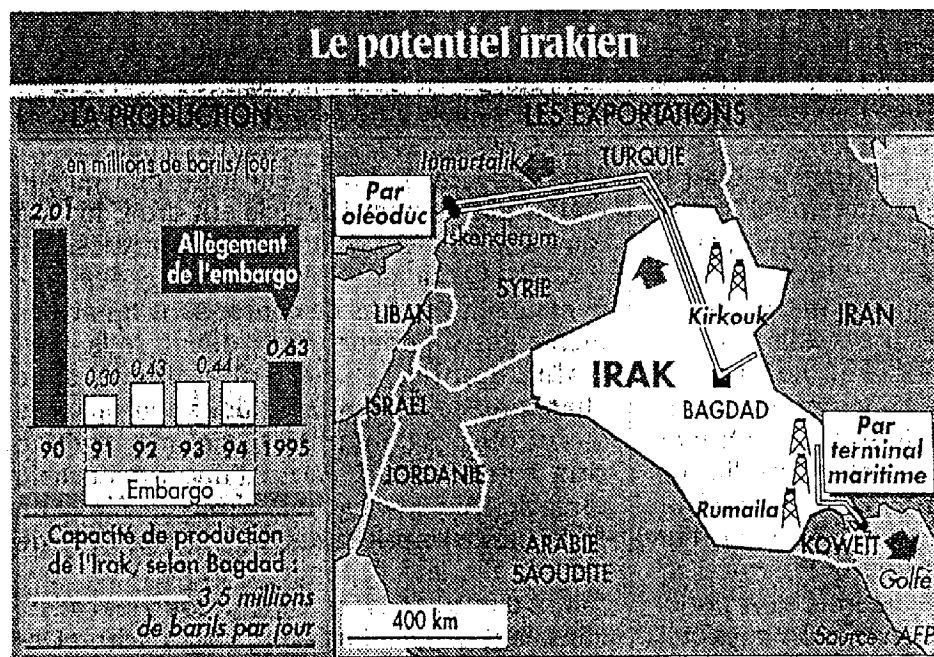 Le potentiel irakien
LA PRODUCTION
en millions de barils/jour
2,01
Allègement
de l'embargo
0,30
0,43
0,44
0,63
90
91
92
93
94
1995
Embargo
Capacité de production
de l'Irak, selon Bagdad :
3,5 millions
de barils par jour
LES EXPORTATIONS
TURQUIE
Par
oléoduc
Iskenderum
SYRIE
LIBAN
Kirkouk
IRAN
IRAK
ISRAËL
BAGDAD
Par
terminal
maritime
JORDANIE
Rumaila
ARABIE
SAOUDITE
KOWEIT
Golfe
400 km
Source : AFP